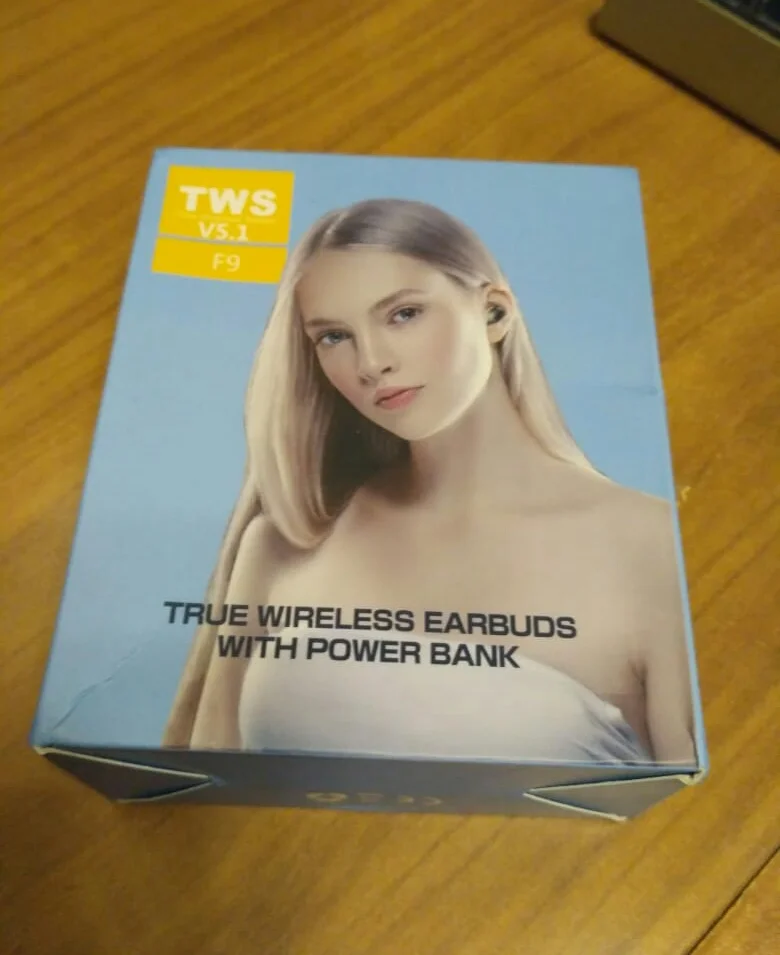 TWS
V5.1
F9
TRUE WIRELESS EARBUDS
WITH POWER BANK